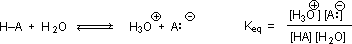 H–A + H₂O ⇌ H₃O⊕ + A:⊖ Keq = [H₃O⊕] [A:⊖] / [HA] [H₂O]